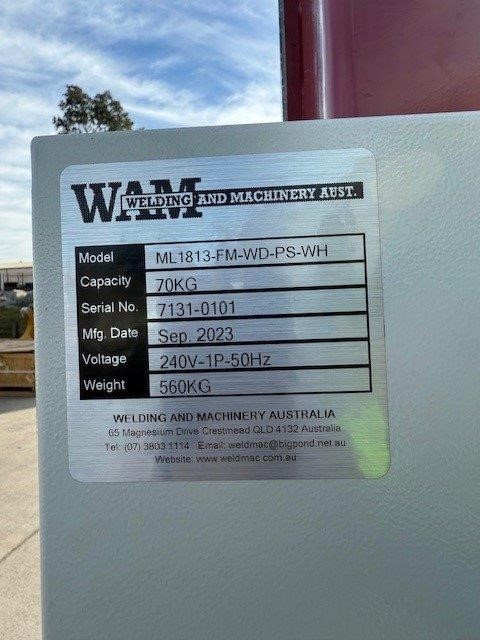 WAM WELDING AND MACHINERY AUST.
Model ML1813-FM-WD-PS-WH
Capacity 70KG
Serial No. 7131-0101
Mfg. Date Sep. 2023
Voltage 240V-1P-50Hz
Weight 560KG
WELDING AND MACHINERY AUSTRALIA
65 Magnesium Drive Crestmead QLD 4132 Australia
Tel: (07) 3803 1114 Email: weldmac@bigpond.net.au
Website: www.weldmac.com.au